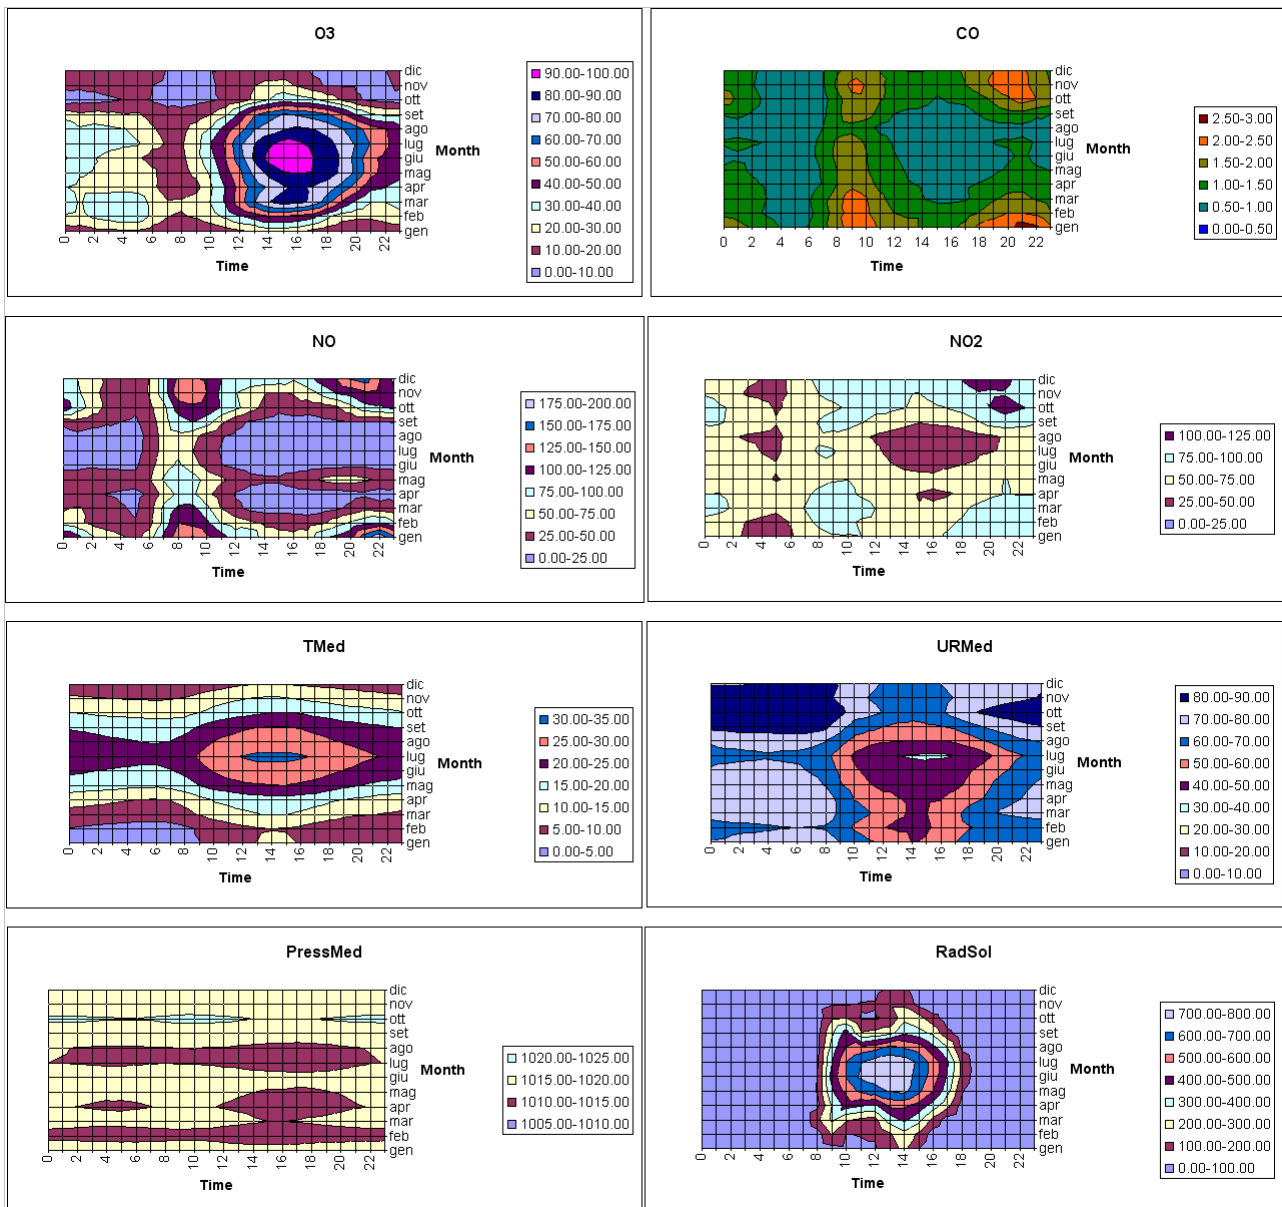 O3
dic
nov
ott
set
ago
lug
giu
mag
apr
mar
feb
gen
Month
0 2 4 6 8 10 12 14 16 18 20 22
Time
90.00-100.00
80.00-90.00
70.00-80.00
60.00-70.00
50.00-60.00
40.00-50.00
30.00-40.00
20.00-30.00
10.00-20.00
0.00-10.00
CO
dic
nov
ott
set
ago
lug
giu
mag
apr
mar
feb
gen
Month
0 2 4 6 8 10 12 14 16 18 20 22
Time
2.50-3.00
2.00-2.50
1.50-2.00
1.00-1.50
0.50-1.00
0.00-0.50
NO
dic
nov
ott
set
ago
lug
giu
mag
apr
mar
feb
gen
Month
0 2 4 6 8 10 12 14 16 18 20 22
Time
175.00-200.00
150.00-175.00
125.00-150.00
100.00-125.00
75.00-100.00
50.00-75.00
25.00-50.00
0.00-25.00
NO2
dic
nov
ott
set
ago
lug
giu
mag
apr
mar
feb
gen
Month
0 2 4 6 8 10 12 14 16 18 20 22
Time
100.00-125.00
75.00-100.00
50.00-75.00
25.00-50.00
0.00-25.00
TMed
dic
nov
ott
set
ago
lug
giu
mag
apr
mar
feb
gen
Month
0 2 4 6 8 10 12 14 16 18 20 22
Time
30.00-35.00
25.00-30.00
20.00-25.00
15.00-20.00
10.00-15.00
5.00-10.00
0.00-5.00
URMed
dic
nov
ott
set
ago
lug
giu
mag
apr
mar
feb
gen
Month
0 2 4 6 8 10 12 14 16 18 20 22
Time
80.00-90.00
70.00-80.00
60.00-70.00
50.00-60.00
40.00-50.00
30.00-40.00
20.00-30.00
10.00-20.00
0.00-10.00
PressMed
dic
nov
ott
set
ago
lug
giu
mag
apr
mar
feb
gen
Month
0 2 4 6 8 10 12 14 16 18 20 22
Time
1020.00-1025.00
1015.00-1020.00
1010.00-1015.00
1005.00-1010.00
RadSol
dic
nov
ott
set
ago
lug
giu
mag
apr
mar
feb
gen
Month
0 2 4 6 8 10 12 14 16 18 20 22
Time
700.00-800.00
600.00-700.00
500.00-600.00
400.00-500.00
300.00-400.00
200.00-300.00
100.00-200.00
0.00-100.00